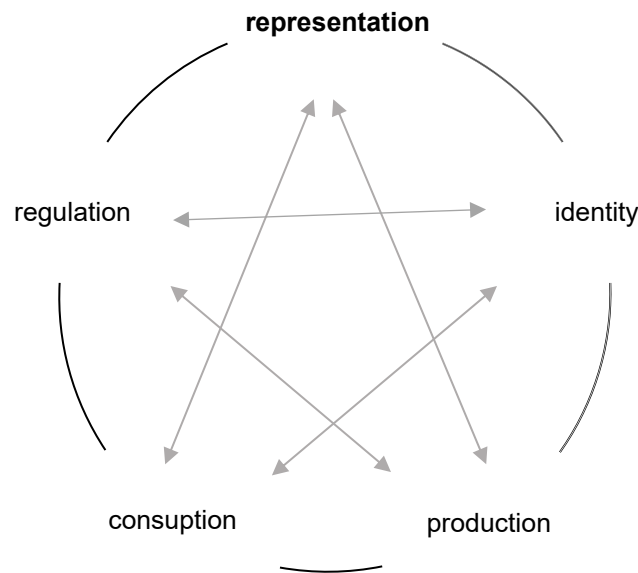 representation
regulation
identity
consuption
production